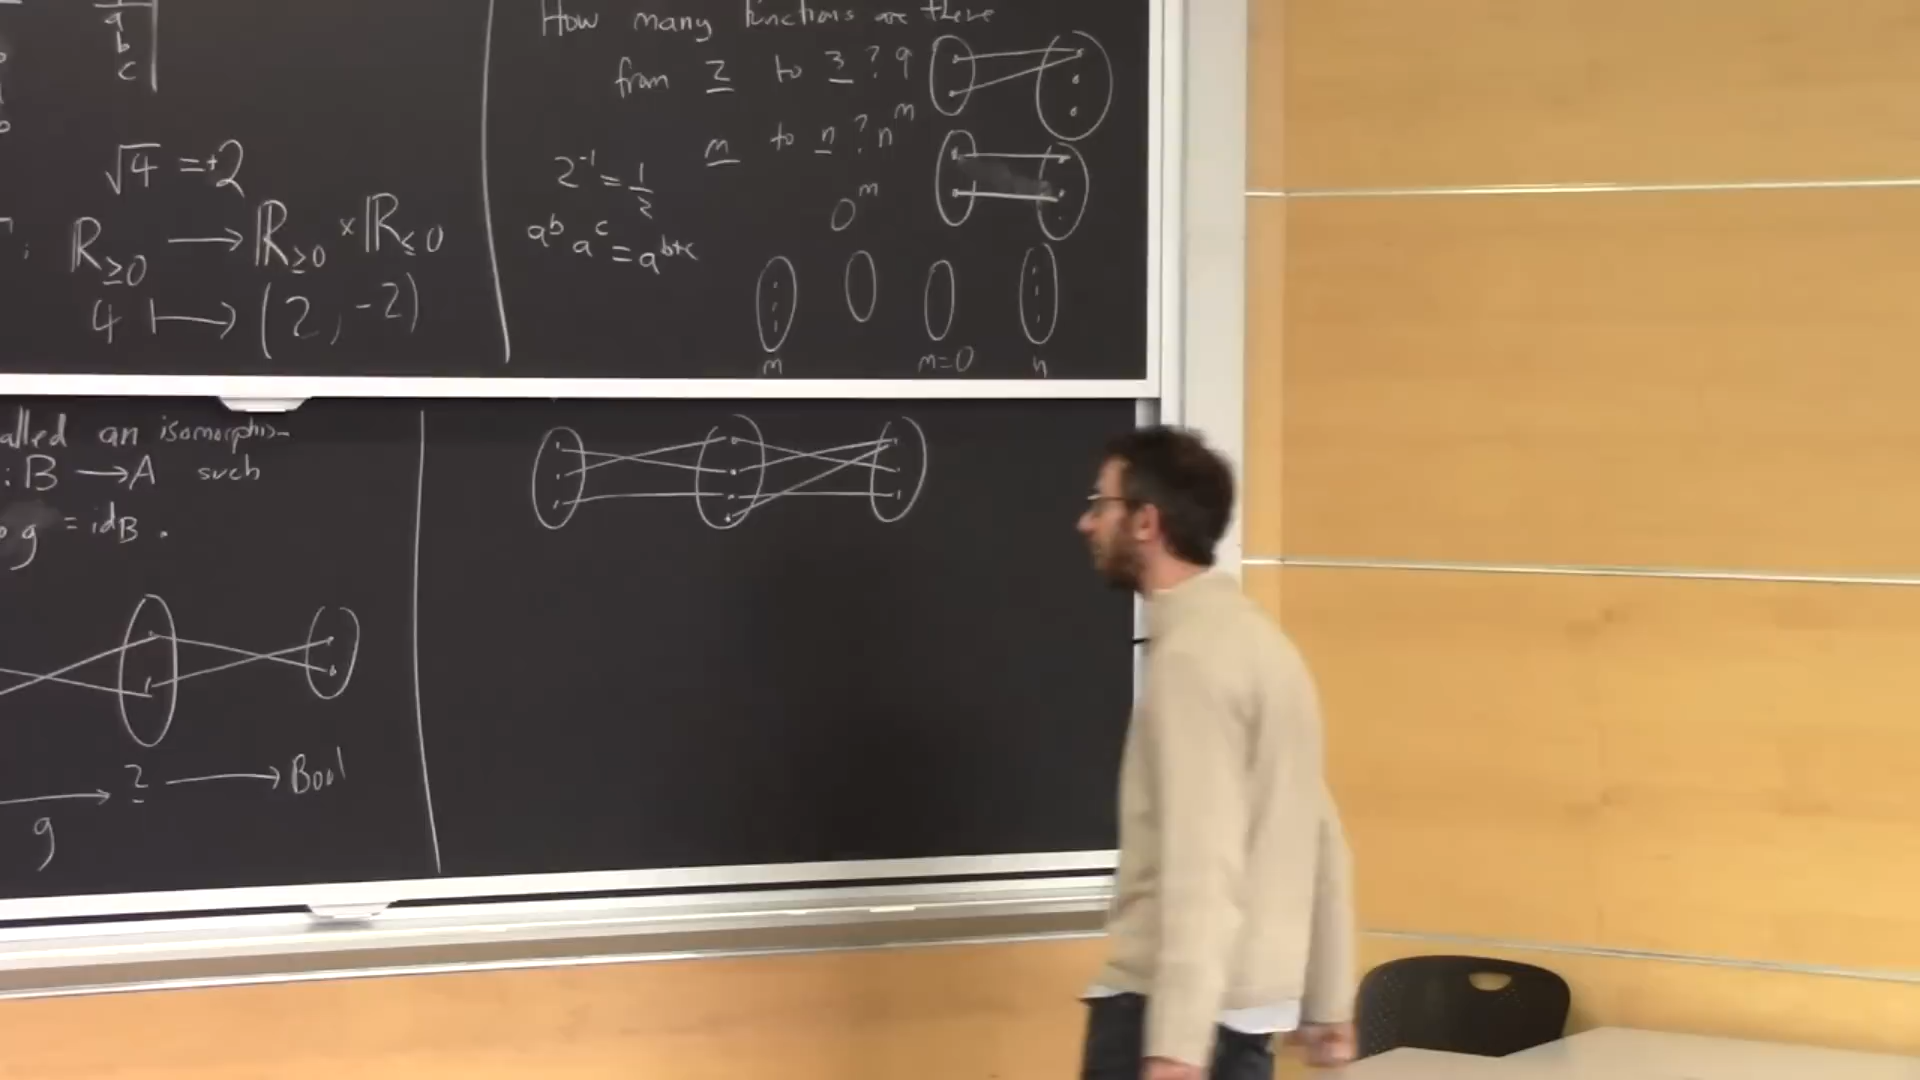 a
b
c
√4 = +2
ℝ≥0 → ℝ≥0 × ℝ≤0
4 ↦ (2, -2)
How many functions are there
from 2 to 3? 9
m to n? n^m
2^-1 = 1/2
0^m
a^b a^c = a^b+c
m
m=0
n
alled an isomorphis
: B → A such
g = id_B .
→ 2 → Bool
g